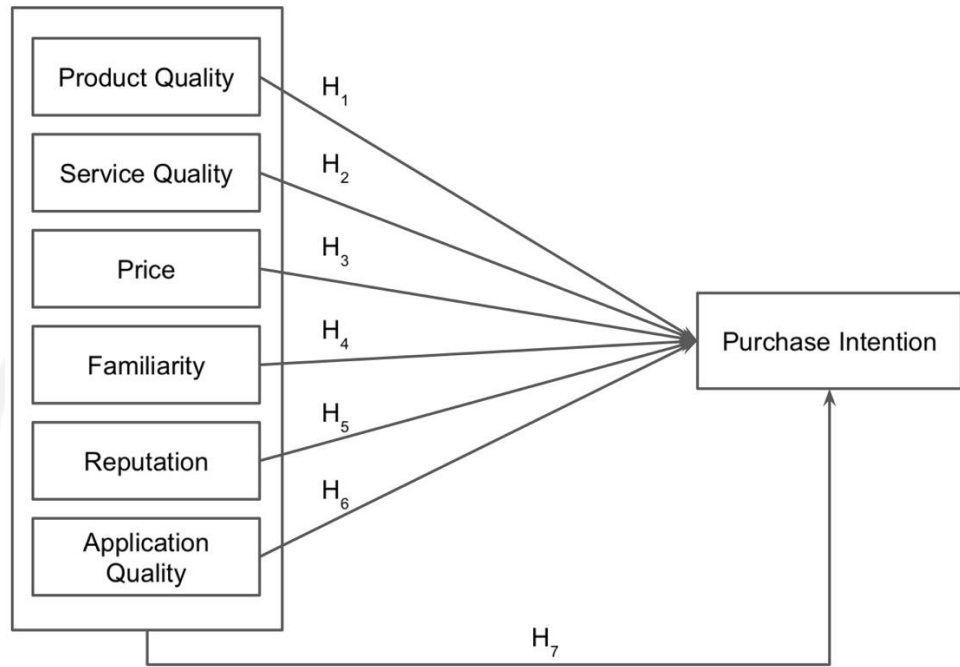 Product Quality
H₁
Service Quality
H₂
Price
H₃
Familiarity
H₄
Reputation
H₅
Application
Quality
H₆
Purchase Intention
H₇